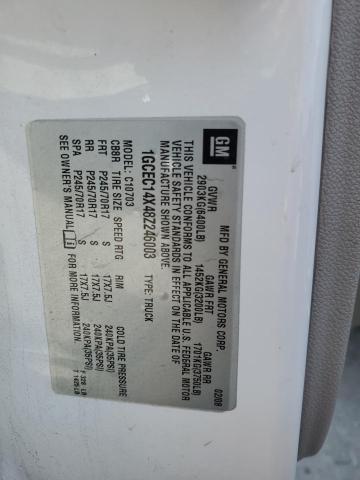 GM
MFD BY GENERAL MOTORS CORP. 02/08
GVWR GAWR FRT GAWR RR
2903KG(6400LB) 1452KG(3200LB) 1701KG(3750LB)
THIS VEHICLE CONFORMS TO ALL APPLICABLE U.S. FEDERAL MOTOR
VEHICLE SAFETY STANDARDS IN EFFECT ON THE DATE OF
MANUFACTURE SHOWN ABOVE.
1GCEC14X48Z246003 TYPE: TRUCK
MODEL: C10703
CB8R TIRE SIZE SPEED RTG RIM COLD TIRE PRESSURE
FRT P245/70R17 S 17X7.5J 240KPA(35PSI)
RR P245/70R17 S 17X7.5J 240KPA(35PSI)
SPA P245/70R17 S 17X7.5J 240KPA(35PSI)
SEE OWNER'S MANUAL FOR MORE INFORMATION.